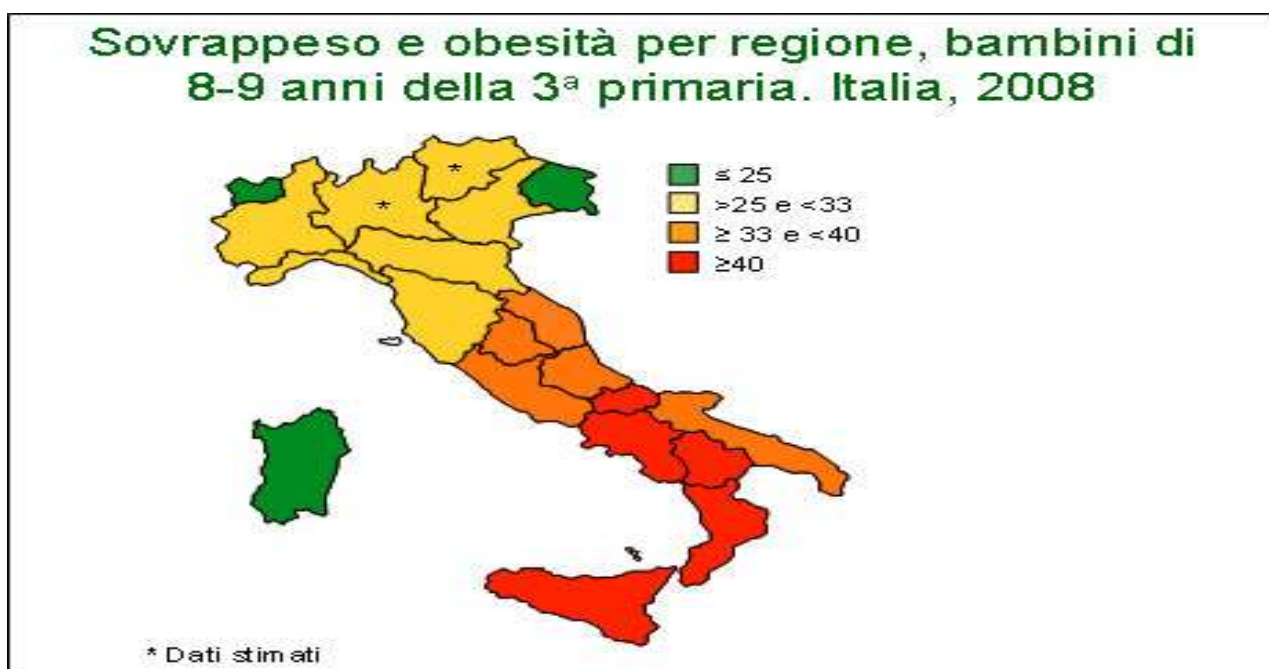 Sovrappeso e obesità per regione, bambini di
8-9 anni della 3ª primaria. Italia, 2008
≤ 25
>25 e <33
≥ 33 e <40
≥40
*
*
* Dati stimati